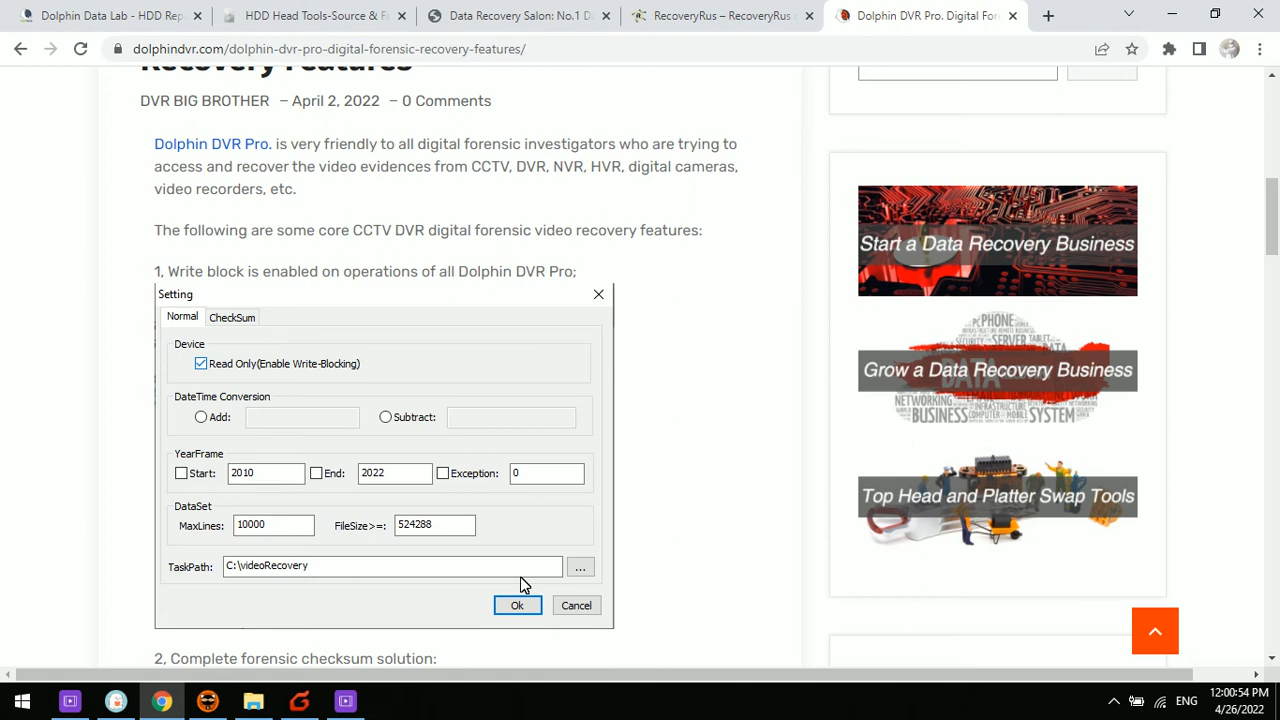 Dolphin Data Lab - HDD Rep
HDD Head Tools-Source & Fa
Data Recovery Salon: No.1 D
RecoveryRus – RecoveryRus
Dolphin DVR Pro. Digital For
dolphindvr.com/dolphin-dvr-pro-digital-forensic-recovery-features/
Recovery Features
DVR BIG BROTHER – April 2, 2022 – 0 Comments
Dolphin DVR Pro. is very friendly to all digital forensic investigators who are trying to
access and recover the video evidences from CCTV, DVR, NVR, HVR, digital cameras,
video recorders, etc.
The following are some core CCTV DVR digital forensic video recovery features:
1, Write block is enabled on operations of all Dolphin DVR Pro;
Setting
Normal CheckSum
Device
Read Only(Enable Write-Blocking)
DateTime Conversion
Add: Subtract:
YearFrame
Start: 2010 End: 2022 Exception: 0
DataSet
MaxLines: 10000 FileSize>=: 524288
TaskPath: C:\videoRecovery ...
Ok Cancel
2, Complete forensic checksum solution:
Start a Data Recovery Business
PHONE
DATA
NETWORKING
BUSINESS SYSTEM
Grow a Data Recovery Business
Top Head and Platter Swap Tools
ENG
12:00:54 PM
4/26/2022